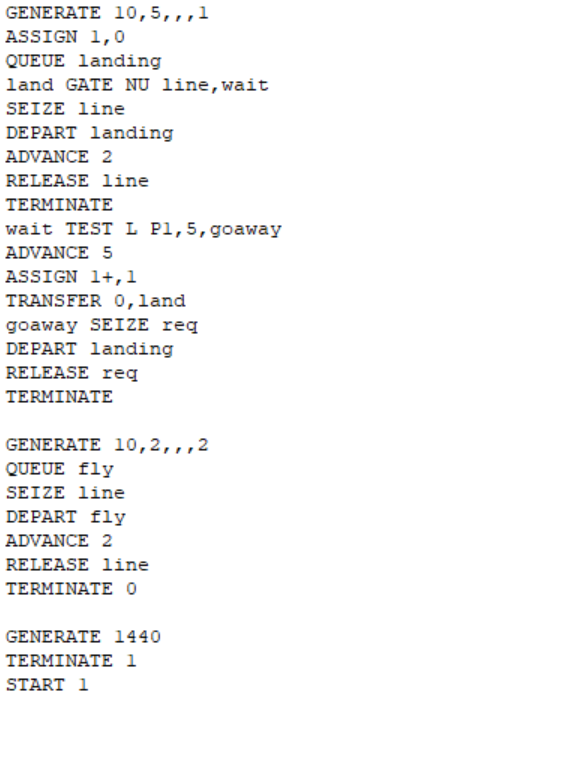 GENERATE 10,5,,,1
ASSIGN 1,0
QUEUE landing
land GATE NU line,wait
SEIZE line
DEPART landing
ADVANCE 2
RELEASE line
TERMINATE
wait TEST L P1,5,goaway
ADVANCE 5
ASSIGN 1+,1
TRANSFER 0,land
goaway SEIZE req
DEPART landing
RELEASE req
TERMINATE

GENERATE 10,2,,,2
QUEUE fly
SEIZE line
DEPART fly
ADVANCE 2
RELEASE line
TERMINATE 0

GENERATE 1440
TERMINATE 1
START 1